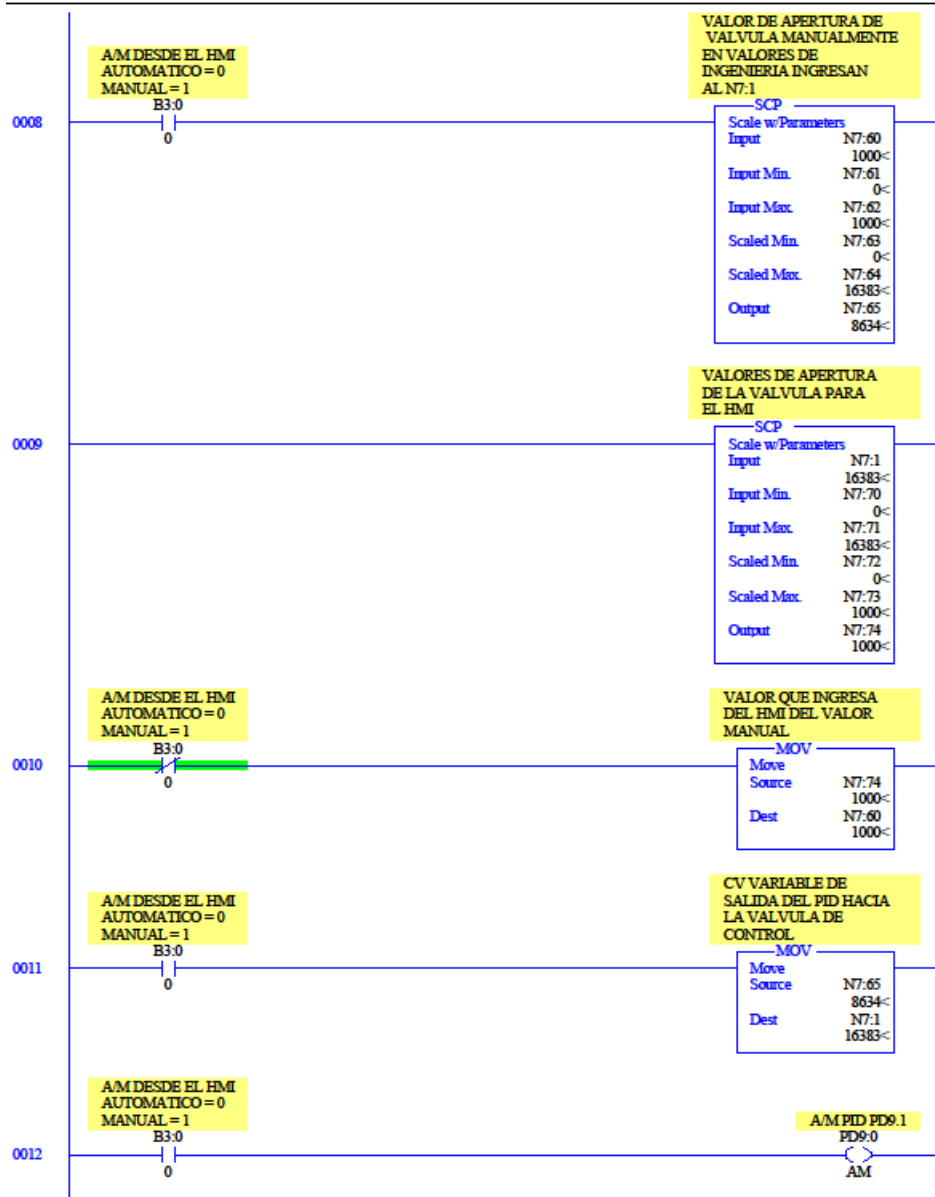 A/M DESDE EL HMI
AUTOMATICO = 0
MANUAL = 1
B3:0
0
0008
VALOR DE APERTURA DE
VALVULA MANUALMENTE
EN VALORES DE
INGENIERIA INGRESAN
AL N7:1
SCP
Scale w/Parameters
Input N7:60
1000<
Input Min. N7:61
0<
Input Max. N7:62
1000<
Scaled Min. N7:63
0<
Scaled Max. N7:64
16383<
Output N7:65
8634<
0009
VALORES DE APERTURA
DE LA VALVULA PARA
EL HMI
SCP
Scale w/Parameters
Input N7:1
16383<
Input Min. N7:70
0<
Input Max. N7:71
16383<
Scaled Min. N7:72
0<
Scaled Max. N7:73
1000<
Output N7:74
1000<
A/M DESDE EL HMI
AUTOMATICO = 0
MANUAL = 1
B3:0
0
0010
VALOR QUE INGRESA
DEL HMI DEL VALOR
MANUAL
MOV
Move
Source N7:74
1000<
Dest N7:60
1000<
A/M DESDE EL HMI
AUTOMATICO = 0
MANUAL = 1
B3:0
0
0011
CV VARIABLE DE
SALIDA DEL PID HACIA
LA VALVULA DE
CONTROL
MOV
Move
Source N7:65
8634<
Dest N7:1
16383<
A/M DESDE EL HMI
AUTOMATICO = 0
MANUAL = 1
B3:0
0
0012
A/M PID PD9.1
PD9:0
AM